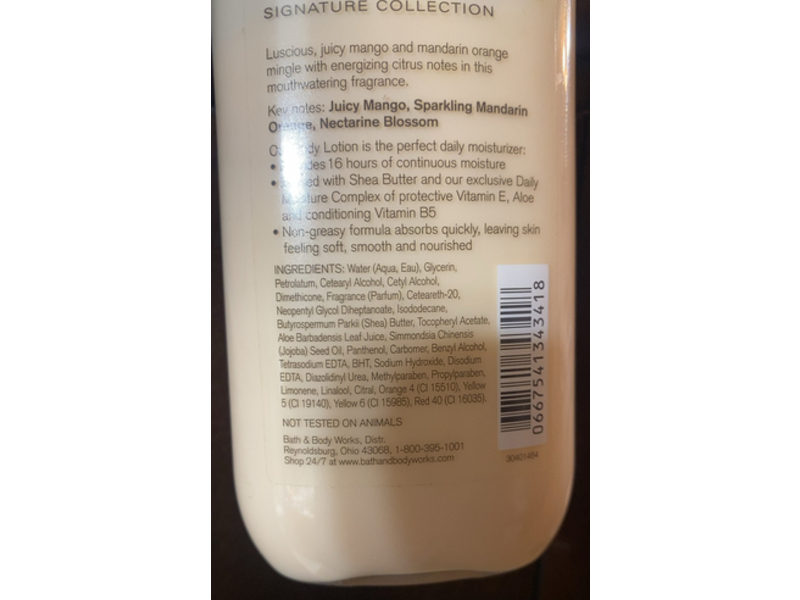 SIGNATURE COLLECTION
Luscious, juicy mango and mandarin orange
mingle with energizing citrus notes in this
mouthwatering fragrance.
Key notes: Juicy Mango, Sparkling Mandarin
Orange, Nectarine Blossom
Body Lotion is the perfect daily moisturizer:
• 16 hours of continuous moisture
• with Shea Butter and our exclusive Daily
Moisture Complex of protective Vitamin E, Aloe
and conditioning Vitamin B5
• Non-greasy formula absorbs quickly, leaving skin
feeling soft, smooth and nourished
INGREDIENTS: Water (Aqua, Eau), Glycerin,
Petrolatum, Cetearyl Alcohol, Cetyl Alcohol,
Dimethicone, Fragrance (Parfum), Ceteareth-20,
Neopentyl Glycol Diheptanoate, Isododecane,
Butyrospermum Parkii (Shea) Butter, Tocopheryl Acetate,
Aloe Barbadensis Leaf Juice, Simmondsia Chinensis
(Jojoba) Seed Oil, Panthenol, Carbomer, Benzyl Alcohol,
Tetrasodium EDTA, BHT, Sodium Hydroxide, Disodium
EDTA, Diazolidinyl Urea, Methylparaben, Propylparaben,
Limonene, Linalool, Citral, Orange 4 (CI 15510), Yellow
5 (CI 19140), Yellow 6 (CI 15985), Red 40 (CI 16035).
NOT TESTED ON ANIMALS
Bath & Body Works, Distr.
Reynoldsburg, Ohio 43068, 1-800-395-1001
Shop 24/7 at www.bathandbodyworks.com
30401464
0667541343418